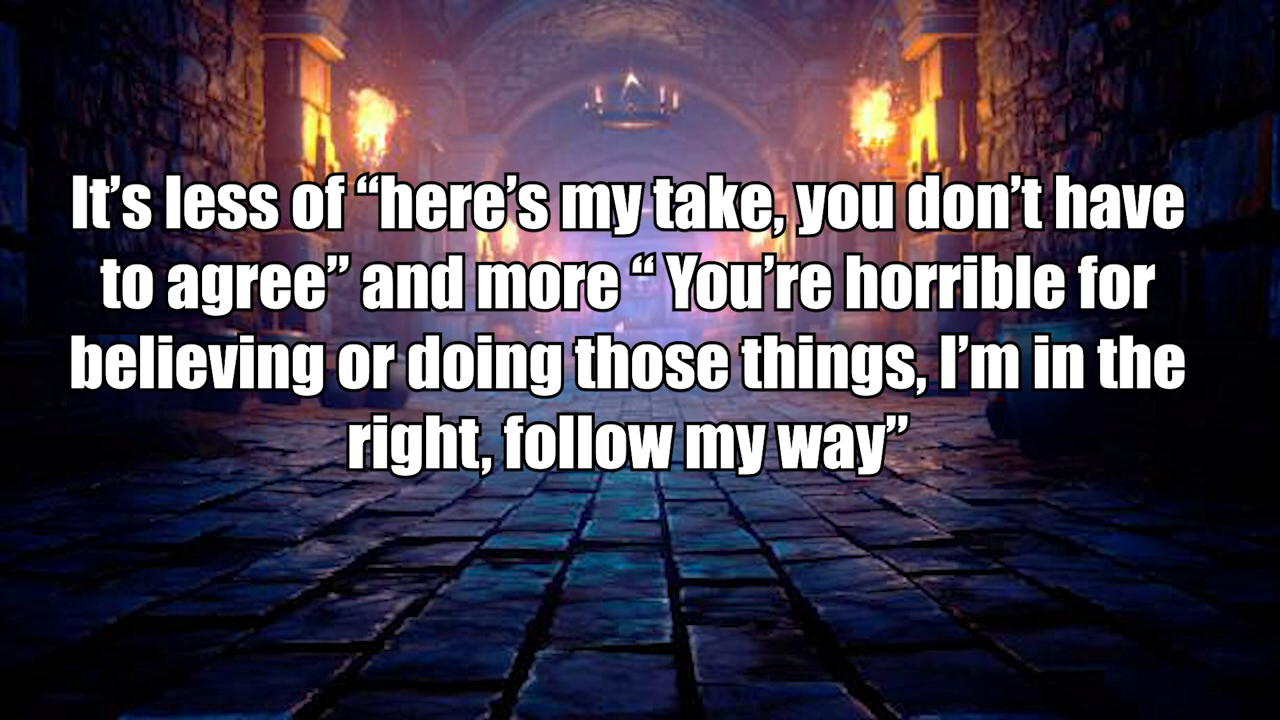 It’s less of “here’s my take, you don’t have
to agree” and more “ You’re horrible for
believing or doing those things, I’m in the
right, follow my way”